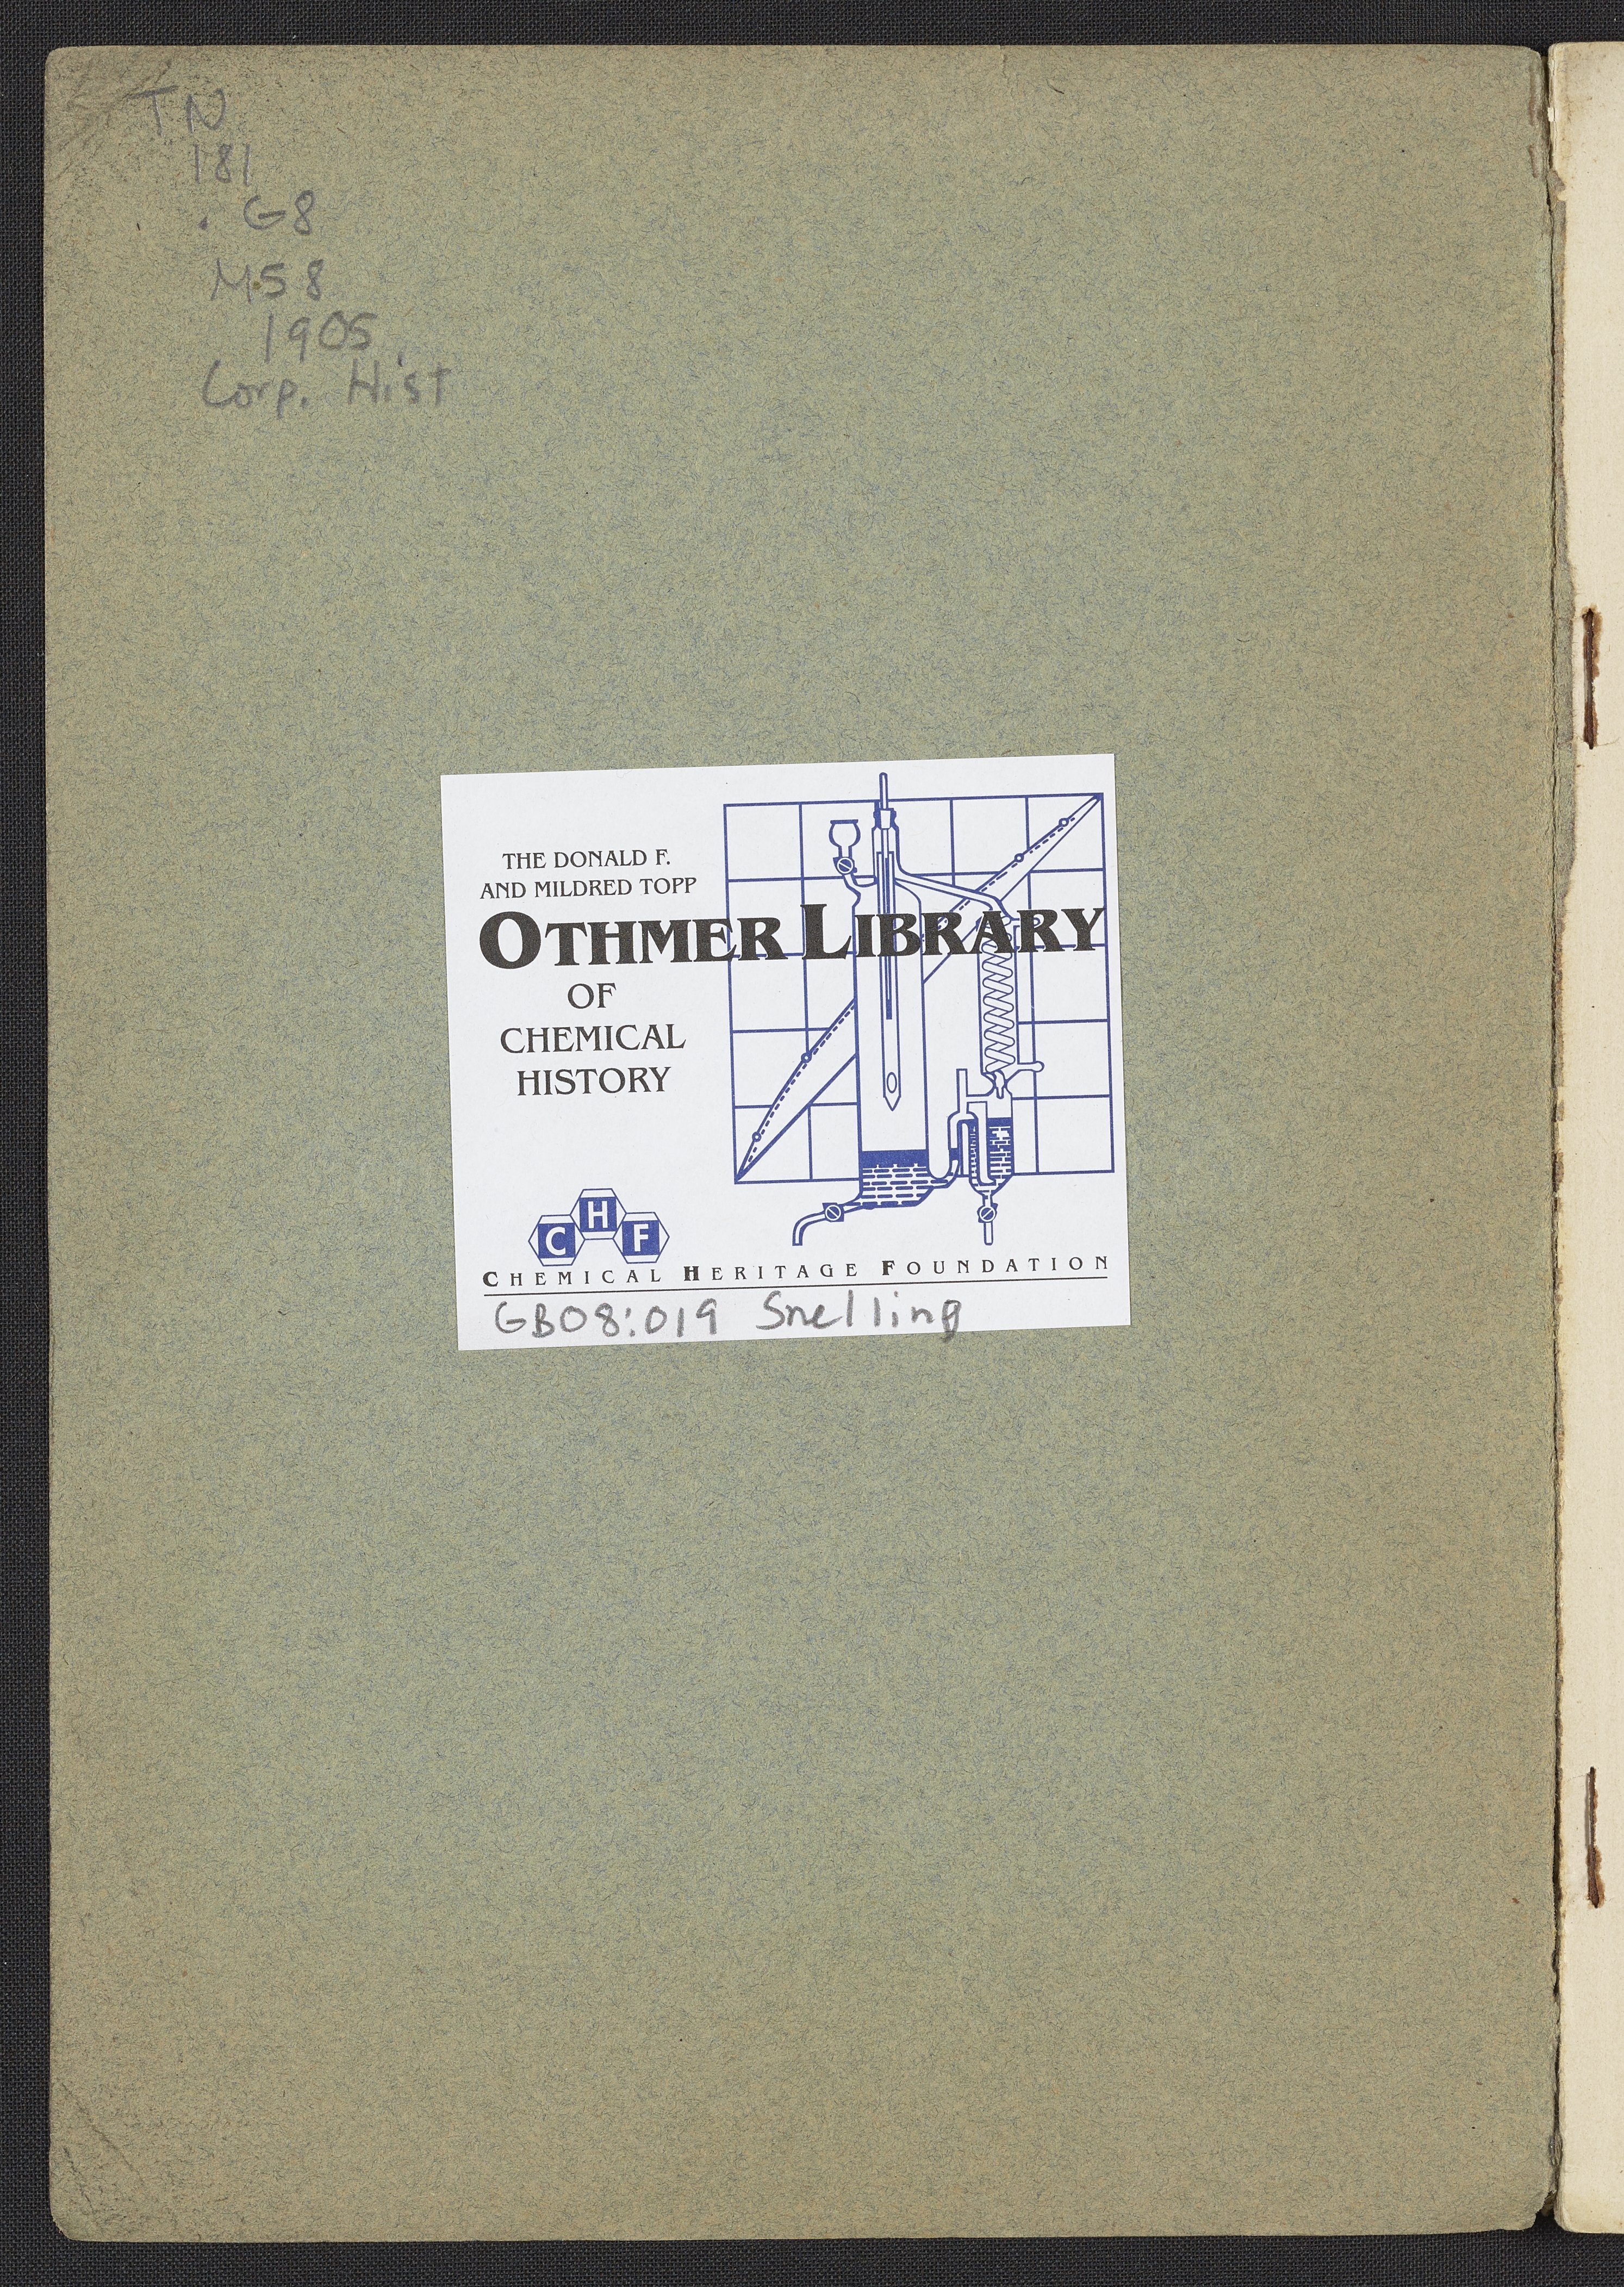 TN
181
.G8
M58
1905
Corp. Hist
THE DONALD F.
AND MILDRED TOPP
OTHMER LIBRARY
OF
CHEMICAL
HISTORY
CHF
CHEMICAL HERITAGE FOUNDATION
GB08:019 Snelling